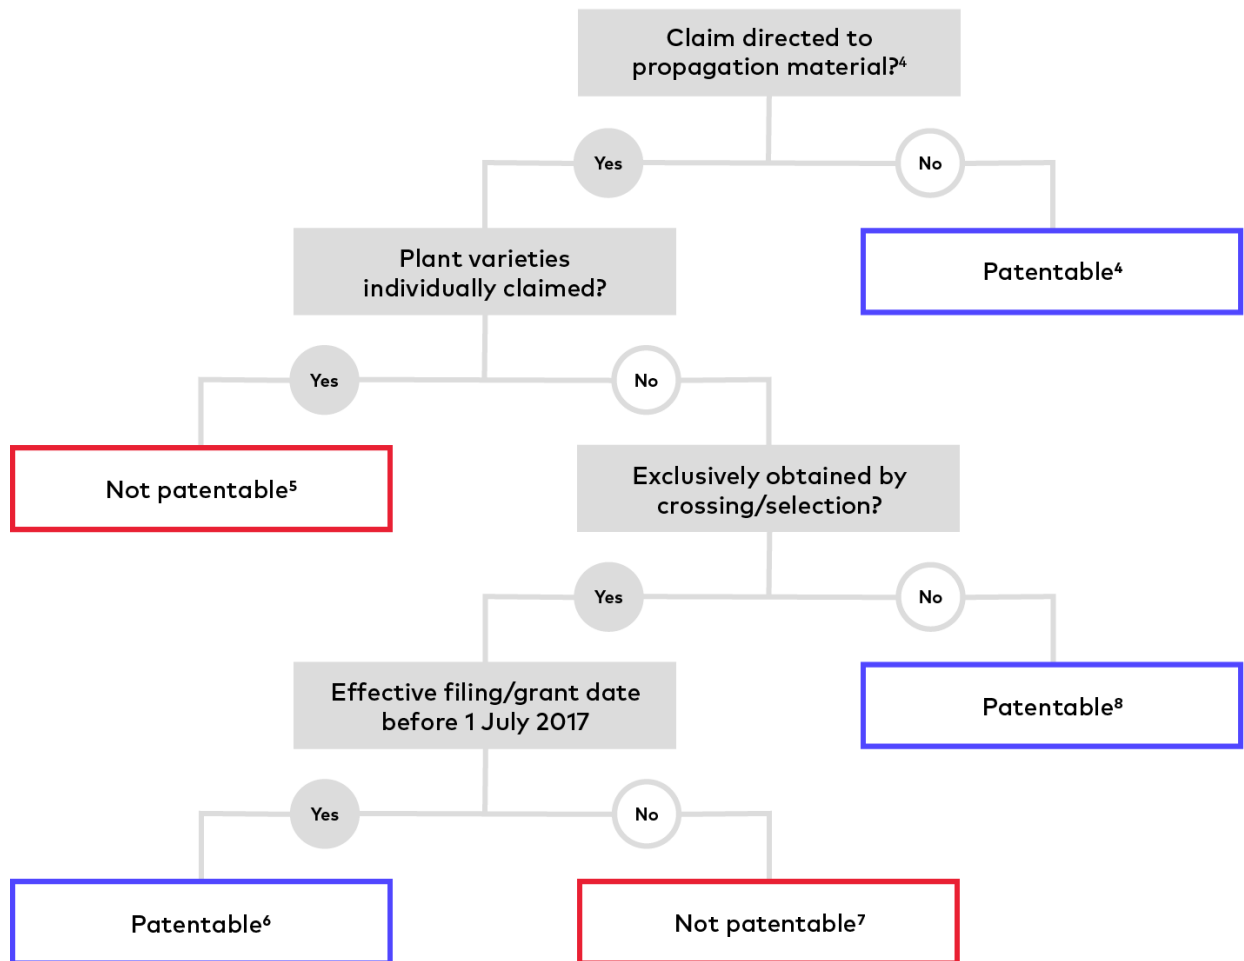 Claim directed to
propagation material?⁴
Yes
No
Plant varieties
individually claimed?
Patentable⁴
Yes
No
Not patentable⁵
Exclusively obtained by
crossing/selection?
Yes
No
Effective filing/grant date
before 1 July 2017
Patentable⁸
Yes
No
Patentable⁶
Not patentable⁷